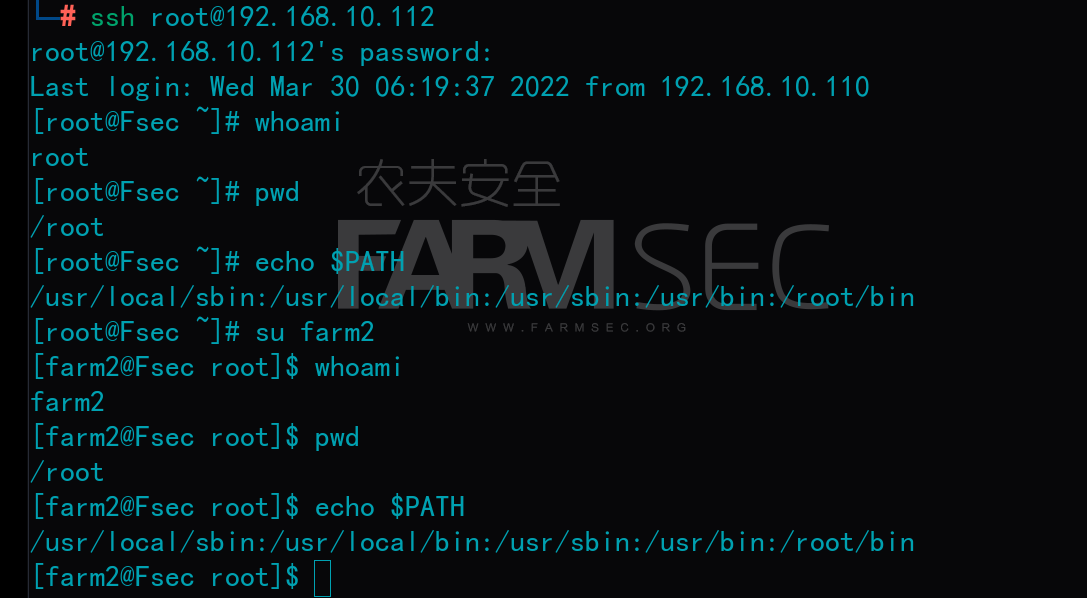 └─# ssh root@192.168.10.112
root@192.168.10.112's password:
Last login: Wed Mar 30 06:19:37 2022 from 192.168.10.110
[root@Fsec ~]# whoami
root
农夫安全
[root@Fsec ~]# pwd
/root
FARMSEC
[root@Fsec ~]# echo $PATH
/usr/local/sbin:/usr/local/bin:/usr/sbin:/usr/bin:/root/bin
WWW.FARMSEC.ORG
[root@Fsec ~]# su farm2
[farm2@Fsec root]$ whoami
farm2
[farm2@Fsec root]$ pwd
/root
[farm2@Fsec root]$ echo $PATH
/usr/local/sbin:/usr/local/bin:/usr/sbin:/usr/bin:/root/bin
[farm2@Fsec root]$